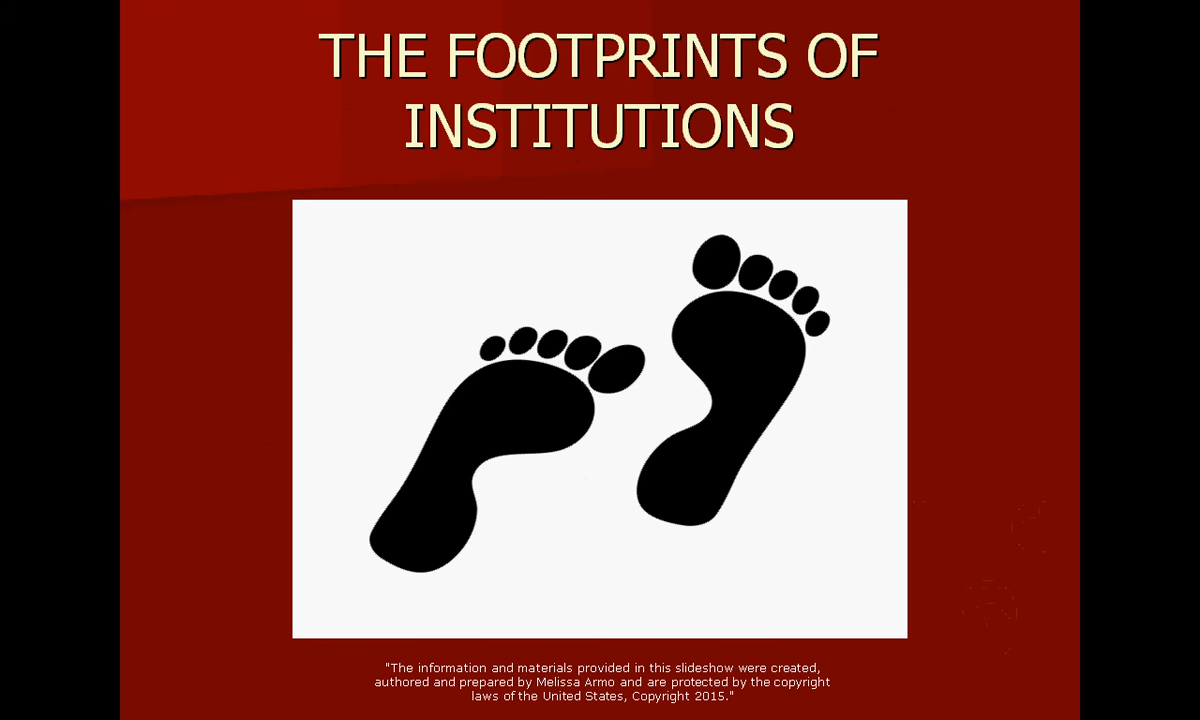 THE FOOTPRINTS OF
INSTITUTIONS
"The information and materials provided in this slideshow were created,
authored and prepared by Melissa Armo and are protected by the copyright
laws of the United States, Copyright 2015."